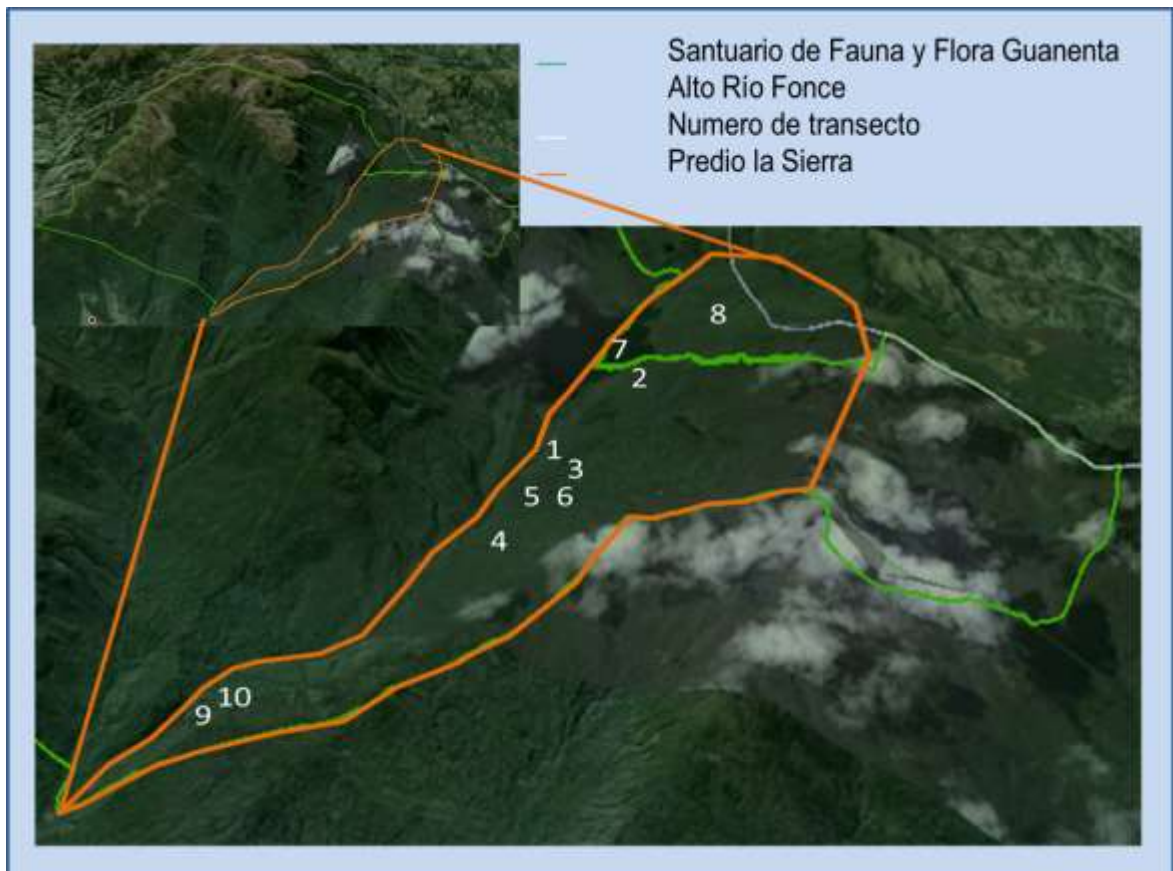 Santuario de Fauna y Flora Guanenta
Alto Río Fonce
Numero de transecto
Predio la Sierra
8
7
2
1
3
5 6
4
10
9